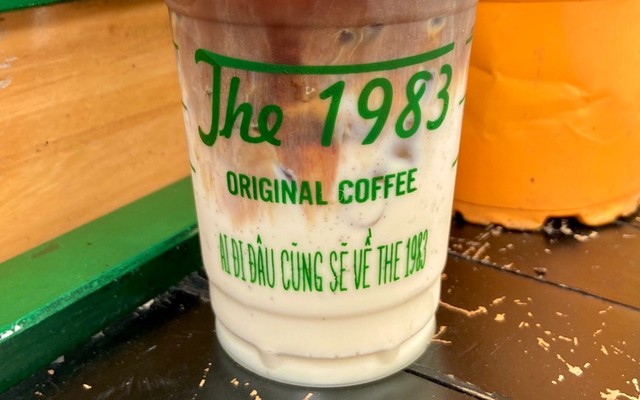 The 1983
ORIGINAL COFFEE
AI ĐI ĐÂU CŨNG SẼ VỀ THE 1983